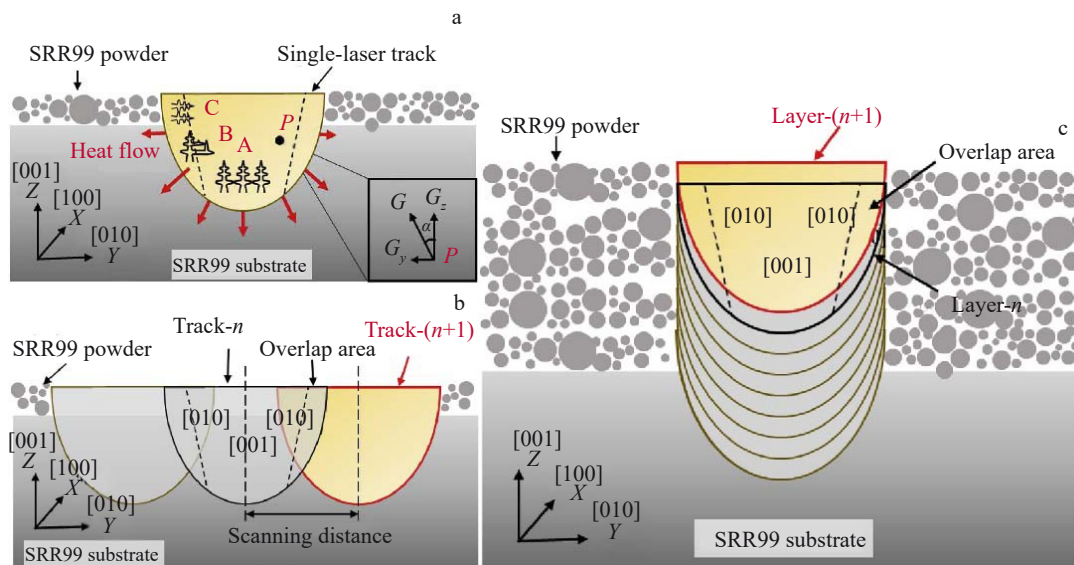 a
SRR99 powder
Single-laser track
C
B
A
P
Heat flow
[001]
Z
[100]
X
[010]
Y
SRR99 substrate
G
G_z
α
G_y
P
b
Track-n
SRR99 powder
Overlap area
Track-(n+1)
[010]
[010]
[001]
[001]
Z
[100]
X
[010]
Y
Scanning distance
SRR99 substrate
c
Layer-(n+1)
SRR99 powder
Overlap area
[010]
[010]
[001]
Layer-n
[001]
Z
[100]
X
[010]
Y
SRR99 substrate